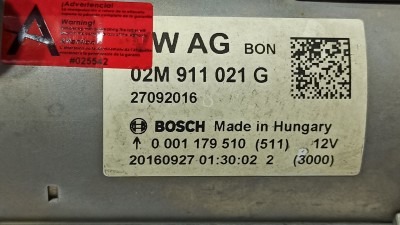 ¡Advertencia!
Warning!
A
#025542
W AG BON
02M 911 021 G
27092016
BOSCH Made in Hungary
0 001 179 510 (511) 12V
20160927 01:30:02 2 (3000)